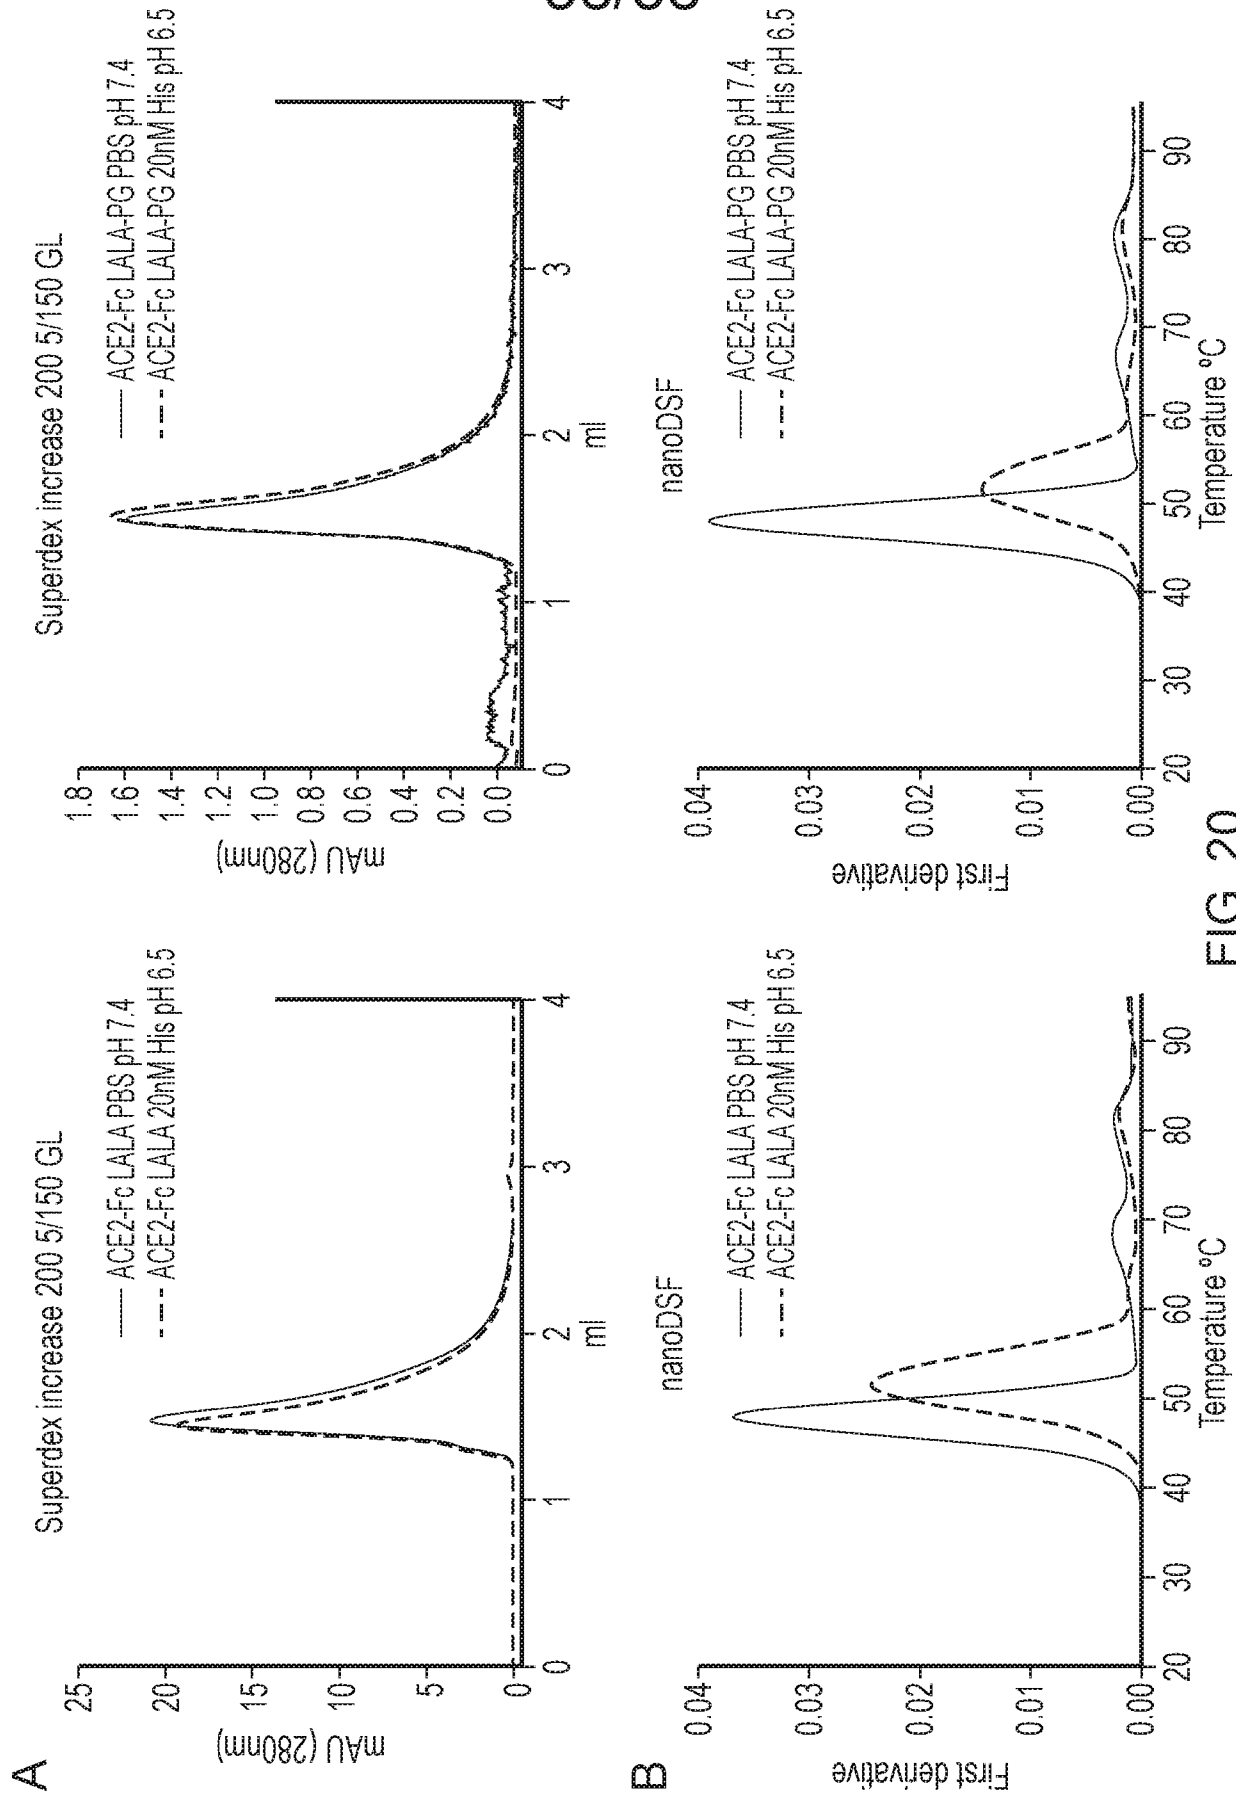 A
Superdex increase 200 5/150 GL
ACE2-Fc LALA PBS pH 7.4
ACE2-Fc LALA 20nM His pH 6.5
mAU (280nm)
25
20
15
10
5
0
0 1 2 3 4
ml
Superdex increase 200 5/150 GL
ACE2-Fc LALA-PG PBS pH 7.4
ACE2-Fc LALA-PG 20nM His pH 6.5
mAU (280nm)
1.8
1.6
1.4
1.2
1.0
0.8
0.6
0.4
0.2
0.0
0 1 2 3 4
ml
B
nanoDSF
ACE2-Fc LALA PBS pH 7.4
ACE2-Fc LALA 20nM His pH 6.5
First derivative
0.04
0.03
0.02
0.01
0.00
20 30 40 50 60 70 80 90
Temperature ºC
nanoDSF
ACE2-Fc LALA-PG PBS pH 7.4
ACE2-Fc LALA-PG 20nM His pH 6.5
First derivative
0.04
0.03
0.02
0.01
0.00
20 30 40 50 60 70 80 90
Temperature ºC
FIG. 20